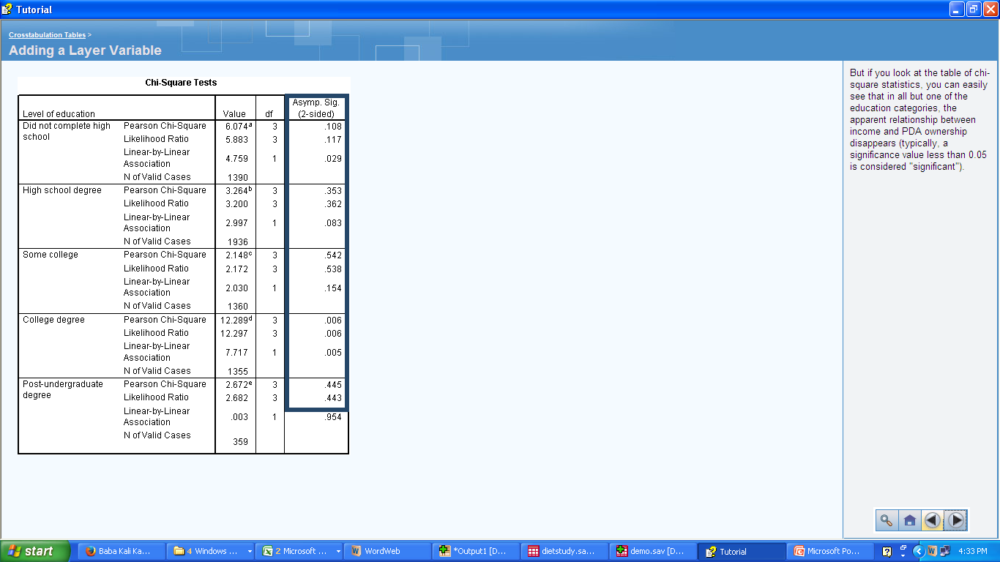 Tutorial
Crosstabulation Tables >
Adding a Layer Variable
Chi-Square Tests
Level of education Value df Asymp. Sig. (2-sided)
Did not complete high school Pearson Chi-Square 6.074a 3 .108
Likelihood Ratio 5.883 3 .117
Linear-by-Linear Association 4.759 1 .029
N of Valid Cases 1390
High school degree Pearson Chi-Square 3.264b 3 .353
Likelihood Ratio 3.200 3 .362
Linear-by-Linear Association 2.997 1 .083
N of Valid Cases 1936
Some college Pearson Chi-Square 2.148c 3 .542
Likelihood Ratio 2.172 3 .538
Linear-by-Linear Association 2.030 1 .154
N of Valid Cases 1360
College degree Pearson Chi-Square 12.289d 3 .006
Likelihood Ratio 12.297 3 .006
Linear-by-Linear Association 7.717 1 .005
N of Valid Cases 1355
Post-undergraduate degree Pearson Chi-Square 2.672e 3 .445
Likelihood Ratio 2.682 3 .443
Linear-by-Linear Association .003 1 .954
N of Valid Cases 359
But if you look at the table of chi-
square statistics, you can easily
see that in all but one of the
education categories, the
apparent relationship between
income and PDA ownership
disappears (typically, a
significance value less than 0.05
is considered "significant").
start Baba Kali Ka... 4 Windows ... 2 Microsoft ... WordWeb *Output1 [D... dietstudy.sa... demo.sav [D... Tutorial Microsoft Po... 4:33 PM